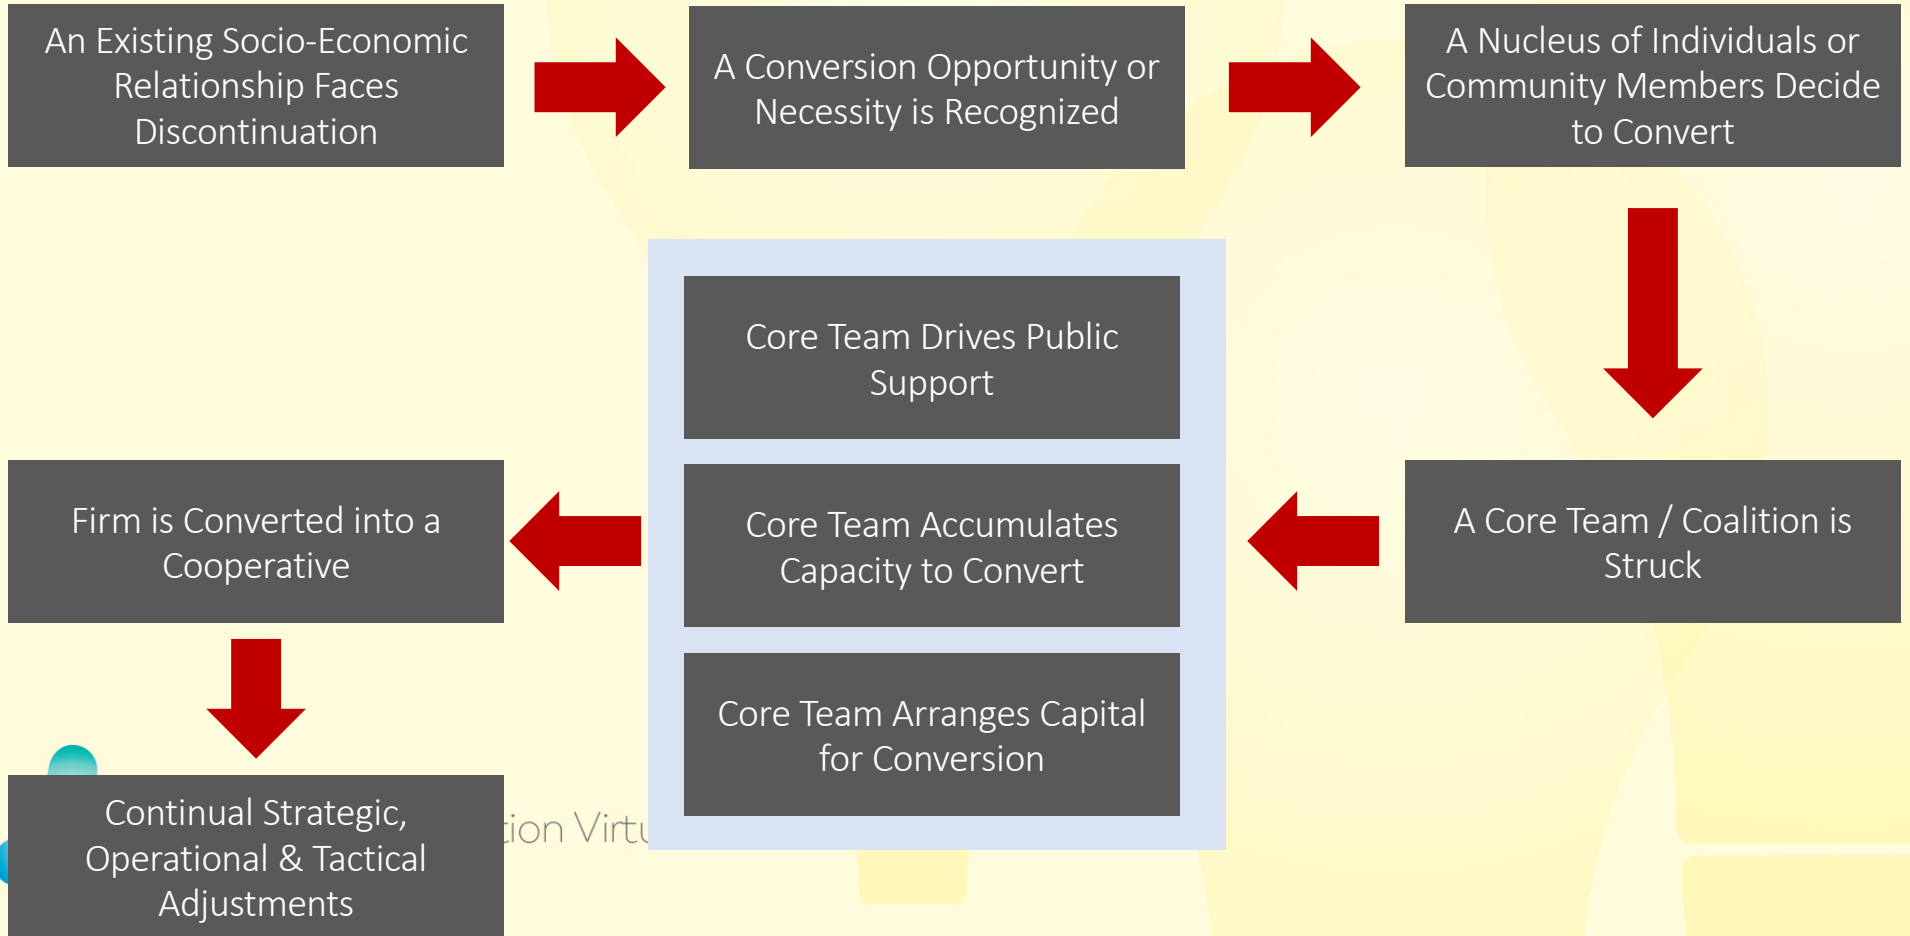 An Existing Socio-Economic
Relationship Faces
Discontinuation
A Conversion Opportunity or
Necessity is Recognized
A Nucleus of Individuals or
Community Members Decide
to Convert
A Core Team / Coalition is
Struck
Core Team Drives Public
Support
Core Team Accumulates
Capacity to Convert
Core Team Arranges Capital
for Conversion
Firm is Converted into a
Cooperative
Continual Strategic,
Operational & Tactical
Adjustments